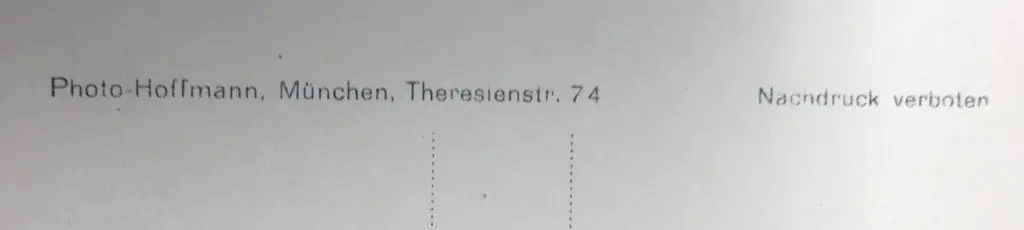 Photo-Hoffmann, München, Theresienstr. 74 Nachdruck verboten